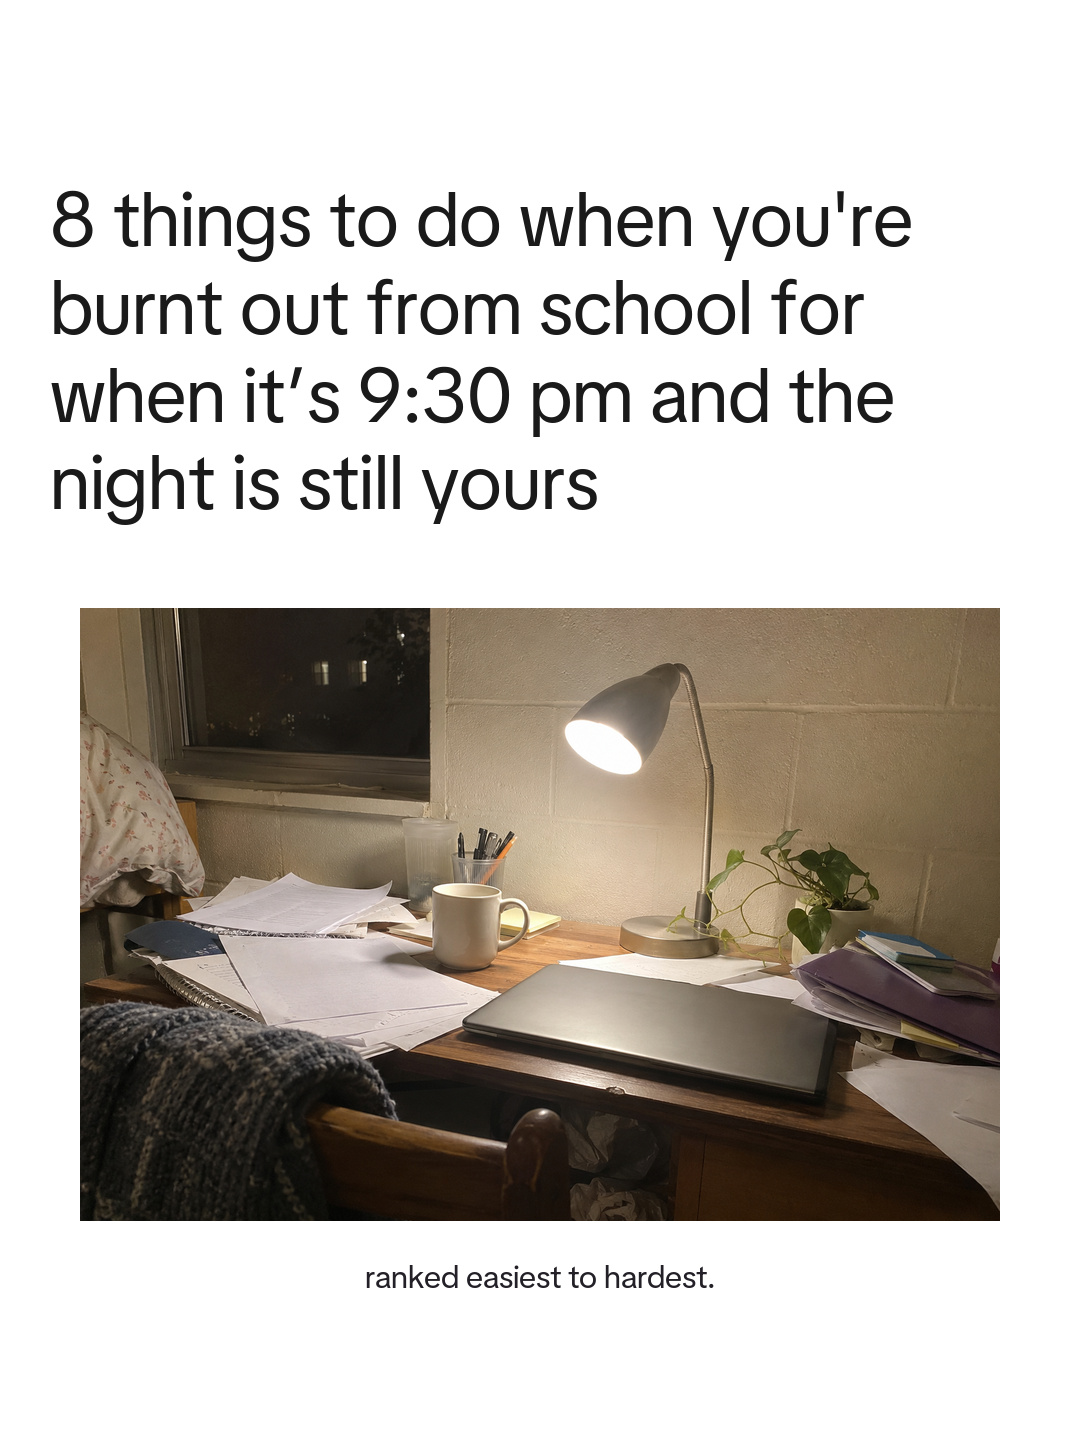 8 things to do when you're
burnt out from school for
when it’s 9:30 pm and the
night is still yours
ranked easiest to hardest.